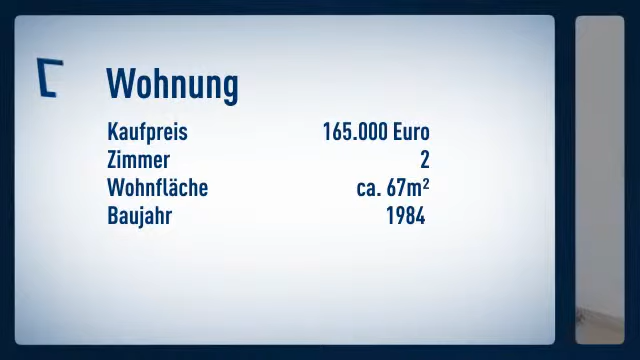 Wohnung
Kaufpreis 165.000 Euro
Zimmer 2
Wohnfläche ca. 67m²
Baujahr 1984